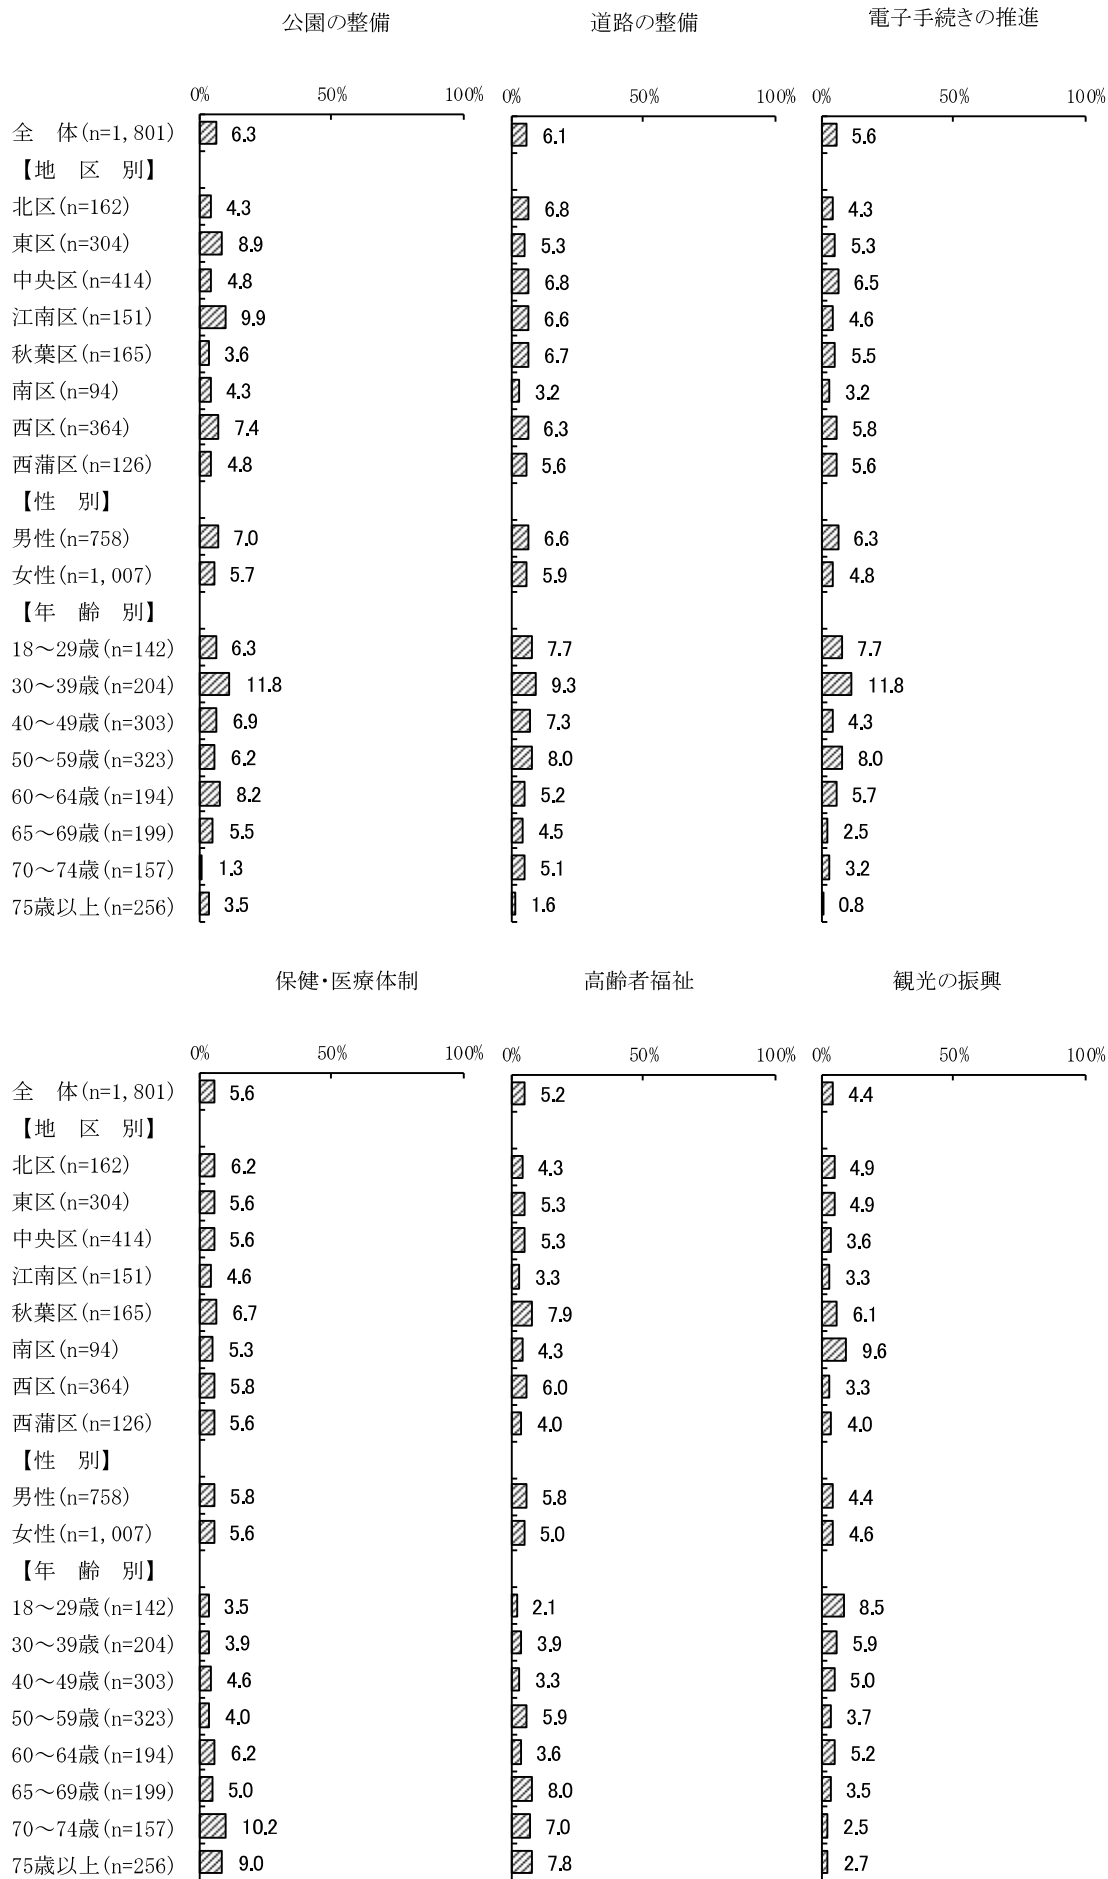 公園の整備 道路の整備 電子手続きの推進
0% 50% 100% 0% 50% 100% 0% 50% 100%
全　体(n=1,801) 6.3 6.1 5.6
【地　区　別】
北区(n=162) 4.3 6.8 4.3
東区(n=304) 8.9 5.3 5.3
中央区(n=414) 4.8 6.8 6.5
江南区(n=151) 9.9 6.6 4.6
秋葉区(n=165) 3.6 6.7 5.5
南区(n=94) 4.3 3.2 3.2
西区(n=364) 7.4 6.3 5.8
西蒲区(n=126) 4.8 5.6 5.6
【性　別】
男性(n=758) 7.0 6.6 6.3
女性(n=1,007) 5.7 5.9 4.8
【年　齢　別】
18～29歳(n=142) 6.3 7.7 7.7
30～39歳(n=204) 11.8 9.3 11.8
40～49歳(n=303) 6.9 7.3 4.3
50～59歳(n=323) 6.2 8.0 8.0
60～64歳(n=194) 8.2 5.2 5.7
65～69歳(n=199) 5.5 4.5 2.5
70～74歳(n=157) 1.3 5.1 3.2
75歳以上(n=256) 3.5 1.6 0.8
保健・医療体制 高齢者福祉 観光の振興
0% 50% 100% 0% 50% 100% 0% 50% 100%
全　体(n=1,801) 5.6 5.2 4.4
【地　区　別】
北区(n=162) 6.2 4.3 4.9
東区(n=304) 5.6 5.3 4.9
中央区(n=414) 5.6 5.3 3.6
江南区(n=151) 4.6 3.3 3.3
秋葉区(n=165) 6.7 7.9 6.1
南区(n=94) 5.3 4.3 9.6
西区(n=364) 5.8 6.0 3.3
西蒲区(n=126) 5.6 4.0 4.0
【性　別】
男性(n=758) 5.8 5.8 4.4
女性(n=1,007) 5.6 5.0 4.6
【年　齢　別】
18～29歳(n=142) 3.5 2.1 8.5
30～39歳(n=204) 3.9 3.9 5.9
40～49歳(n=303) 4.6 3.3 5.0
50～59歳(n=323) 4.0 5.9 3.7
60～64歳(n=194) 6.2 3.6 5.2
65～69歳(n=199) 5.0 8.0 3.5
70～74歳(n=157) 10.2 7.0 2.5
75歳以上(n=256) 9.0 7.8 2.7